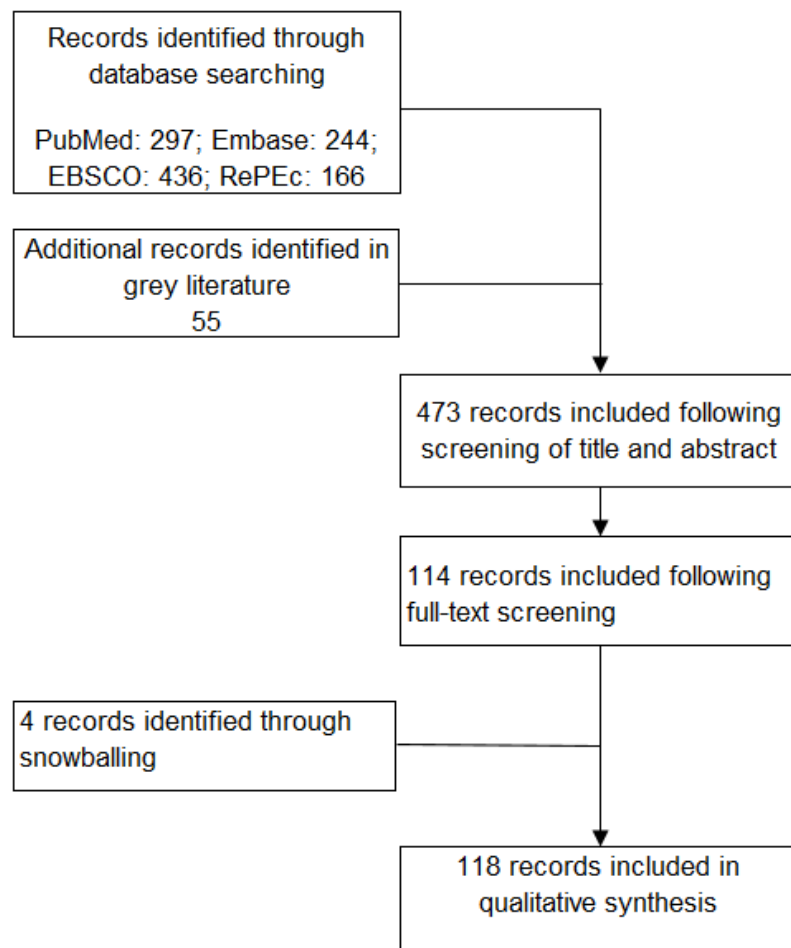 Records identified through
database searching
PubMed: 297; Embase: 244;
EBSCO: 436; RePEc: 166
Additional records identified in
grey literature
55
473 records included following
screening of title and abstract
114 records included following
full-text screening
4 records identified through
snowballing
118 records included in
qualitative synthesis